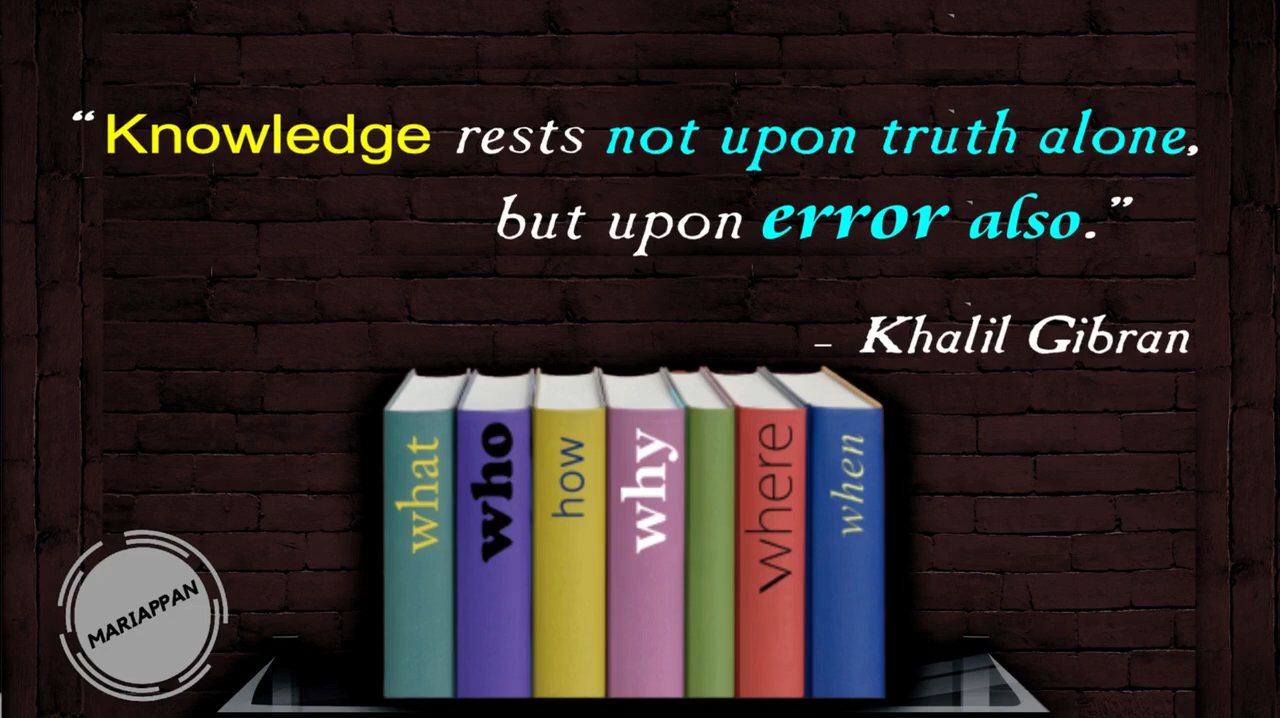 “Knowledge rests not upon truth alone,
but upon error also.”
– Khalil Gibran
what
who
how
why
where
when
MARIAPPAN